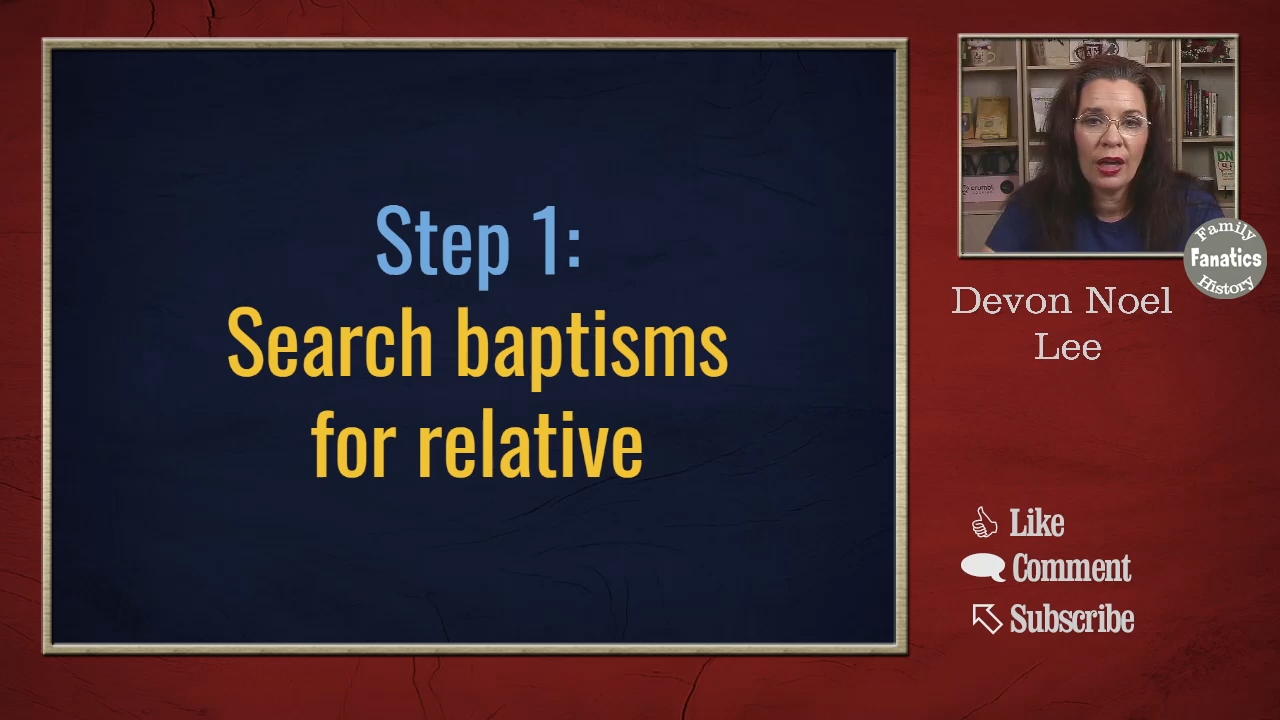 Step 1:
Search baptisms
for relative
Family
Fanatics
History
Devon Noel
Lee
Like
Comment
Subscribe